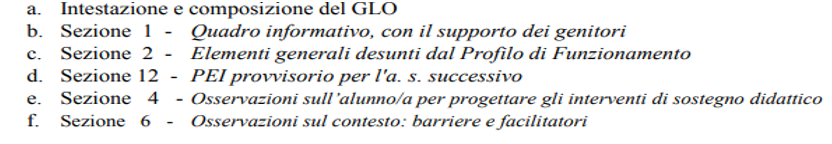 a. Intestazione e composizione del GLO
b. Sezione 1 - Quadro informativo, con il supporto dei genitori
c. Sezione 2 - Elementi generali desunti dal Profilo di Funzionamento
d. Sezione 12 - PEI provvisorio per l'a. s. successivo
e. Sezione 4 - Osservazioni sull'alunno/a per progettare gli interventi di sostegno didattico
f. Sezione 6 - Osservazioni sul contesto: barriere e facilitatori